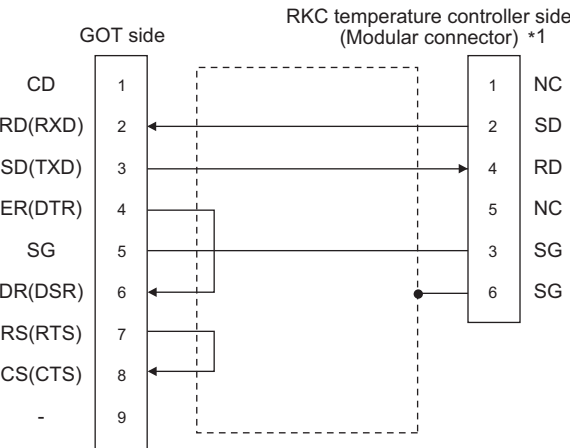 RKC temperature controller side
GOT side
(Modular connector) *1
CD 1 1 NC
RD(RXD) 2 2 SD
SD(TXD) 3 4 RD
ER(DTR) 4 5 NC
SG 5 3 SG
DR(DSR) 6 6 SG
RS(RTS) 7
CS(CTS) 8
- 9